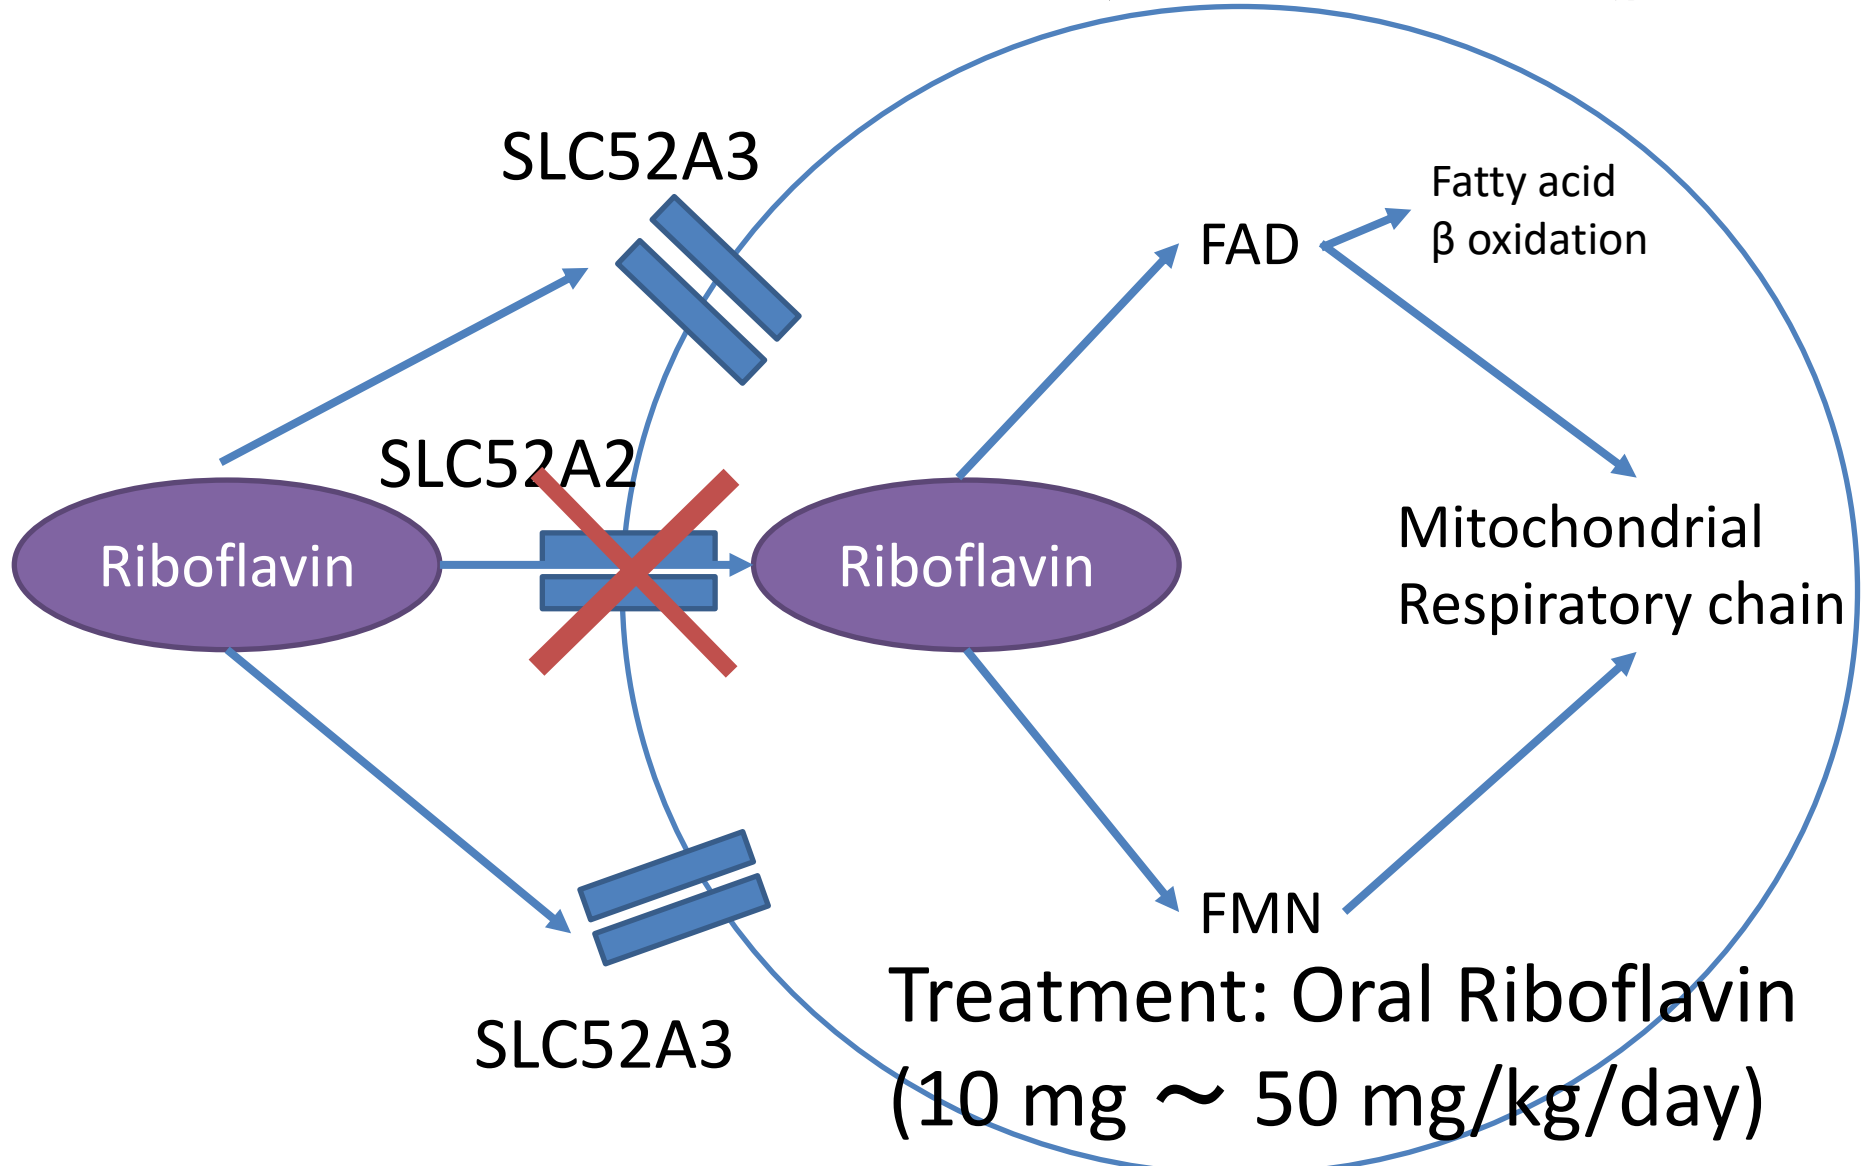 SLC52A3
Fatty acid
β oxidation
FAD
SLC52A2
Riboflavin
Riboflavin
Mitochondrial
Respiratory chain
FMN
Treatment: Oral Riboflavin
(10 mg ～ 50 mg/kg/day)
SLC52A3